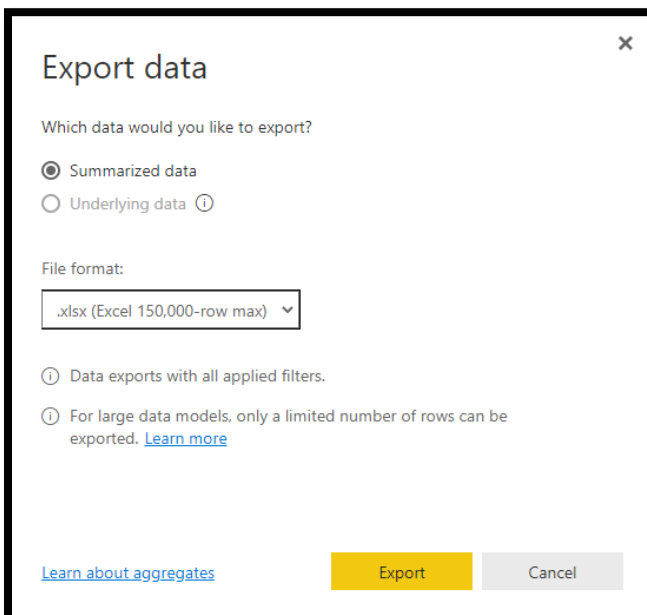 Export data
Which data would you like to export?
Summarized data
Underlying data
File format:
.xlsx (Excel 150,000-row max)
Data exports with all applied filters.
For large data models, only a limited number of rows can be
exported. Learn more
Learn about aggregates
Export
Cancel